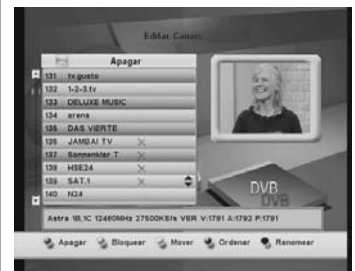 Editar Canais
Apagar
131 tv.gusto
132 1-2-3.tv
133 DELUXE MUSIC
134 arena
135 DAS VIERTE
136 JAMBA! TV
137 Sonnenklar T
138 HSE24
139 SAT.1
140 N24
DVB
DVB
Astra 1B,1C 12480MHz 27500KS/s VER V:1791 A:1792 P:1791
Apagar Bloquear Mover Ordenar Renomear